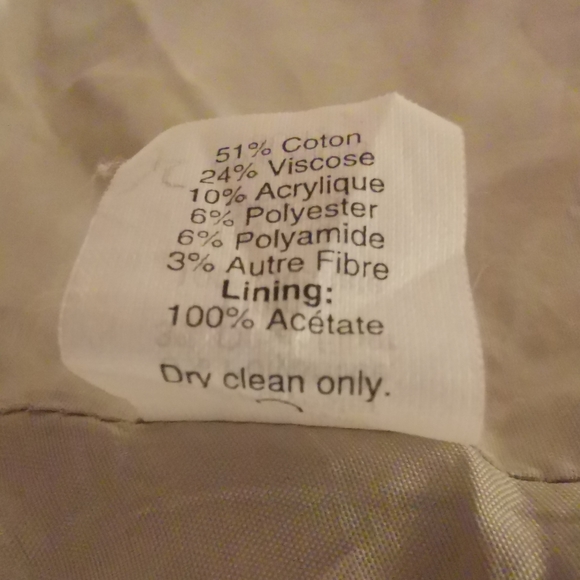 51% Coton
24% Viscose
10% Acrylique
6% Polyester
6% Polyamide
3% Autre Fibre
Lining:
100% Acétate
Dry clean only.